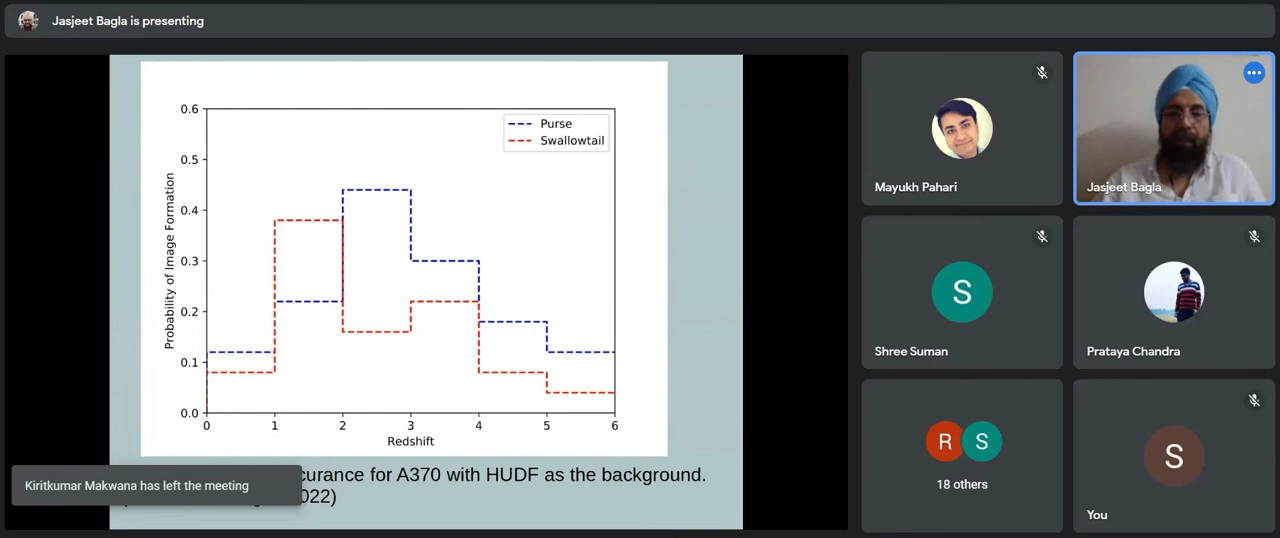 Jasjeet Bagla is presenting
0.6
0.5
0.4
0.3
0.2
0.1
0.0
Probability of Image Formation
Purse
Swallowtail
0 1 2 3 4 5 6
Redshift
for A370 with HUDF as the background.
Kiritkumar Makwana has left the meeting
Mayukh Pahari
Jasjeet Bagla
S
Shree Suman
Prataya Chandra
R S
18 others
S
You